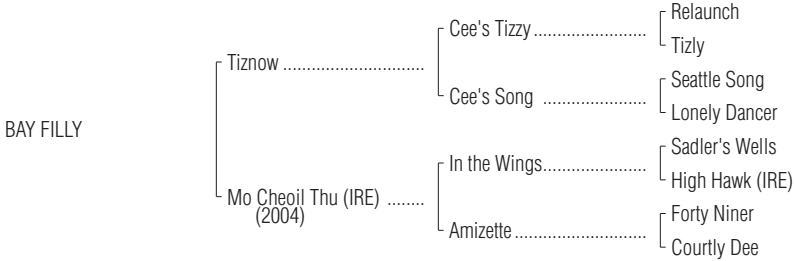 Relaunch
Cee's Tizzy ........................
Tizly
Tiznow ..............................
Seattle Song
Cee's Song ......................
Lonely Dancer
BAY FILLY
Sadler's Wells
In the Wings......................
High Hawk (IRE)
Mo Cheoil Thu (IRE) ........
(2004)
Forty Niner
Amizette ............................
Courtly Dee